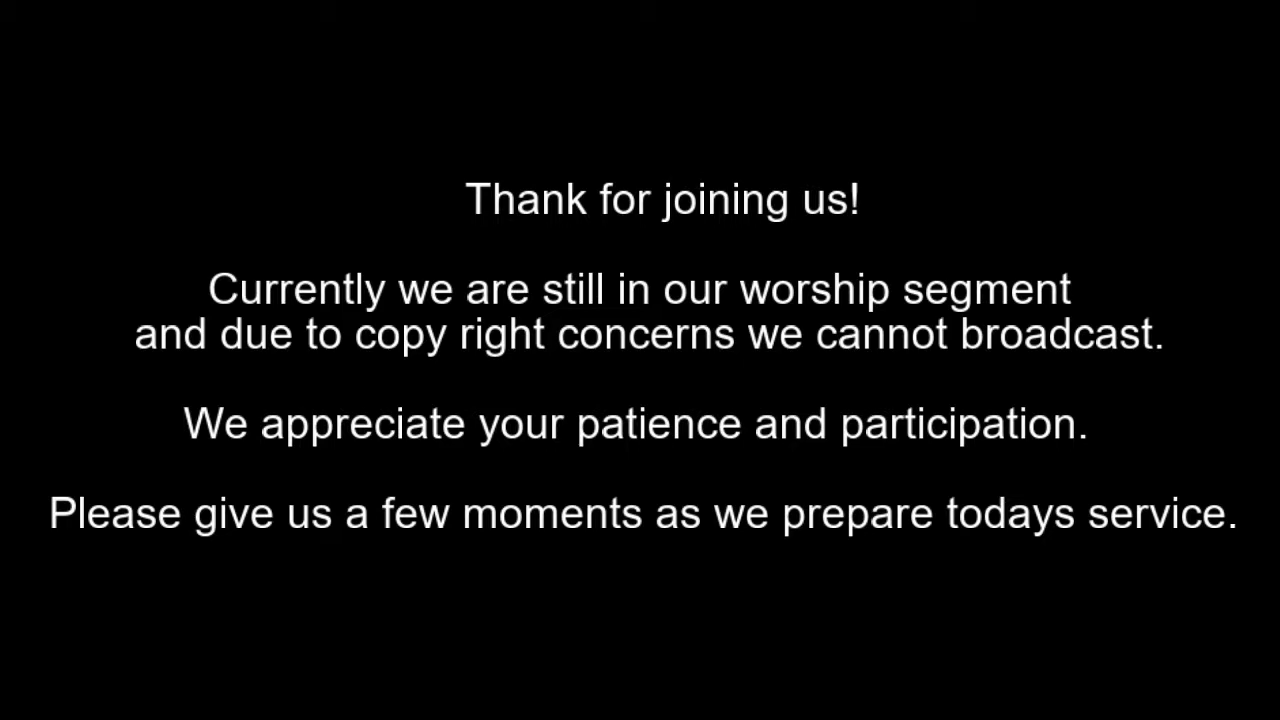 Thank for joining us!
Currently we are still in our worship segment
and due to copy right concerns we cannot broadcast.
We appreciate your patience and participation.
Please give us a few moments as we prepare todays service.